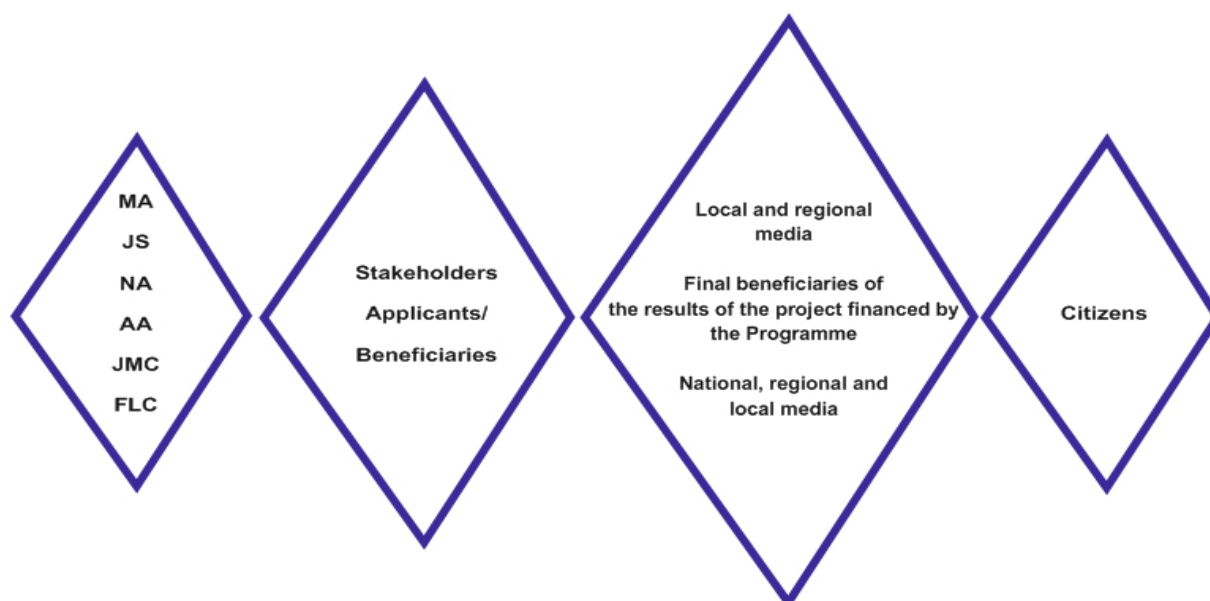 MA
JS
NA
AA
JMC
FLC
Stakeholders
Applicants/
Beneficiaries
Local and regional
media
Final beneficiaries of
the results of the project financed by
the Programme
National, regional and
local media
Citizens